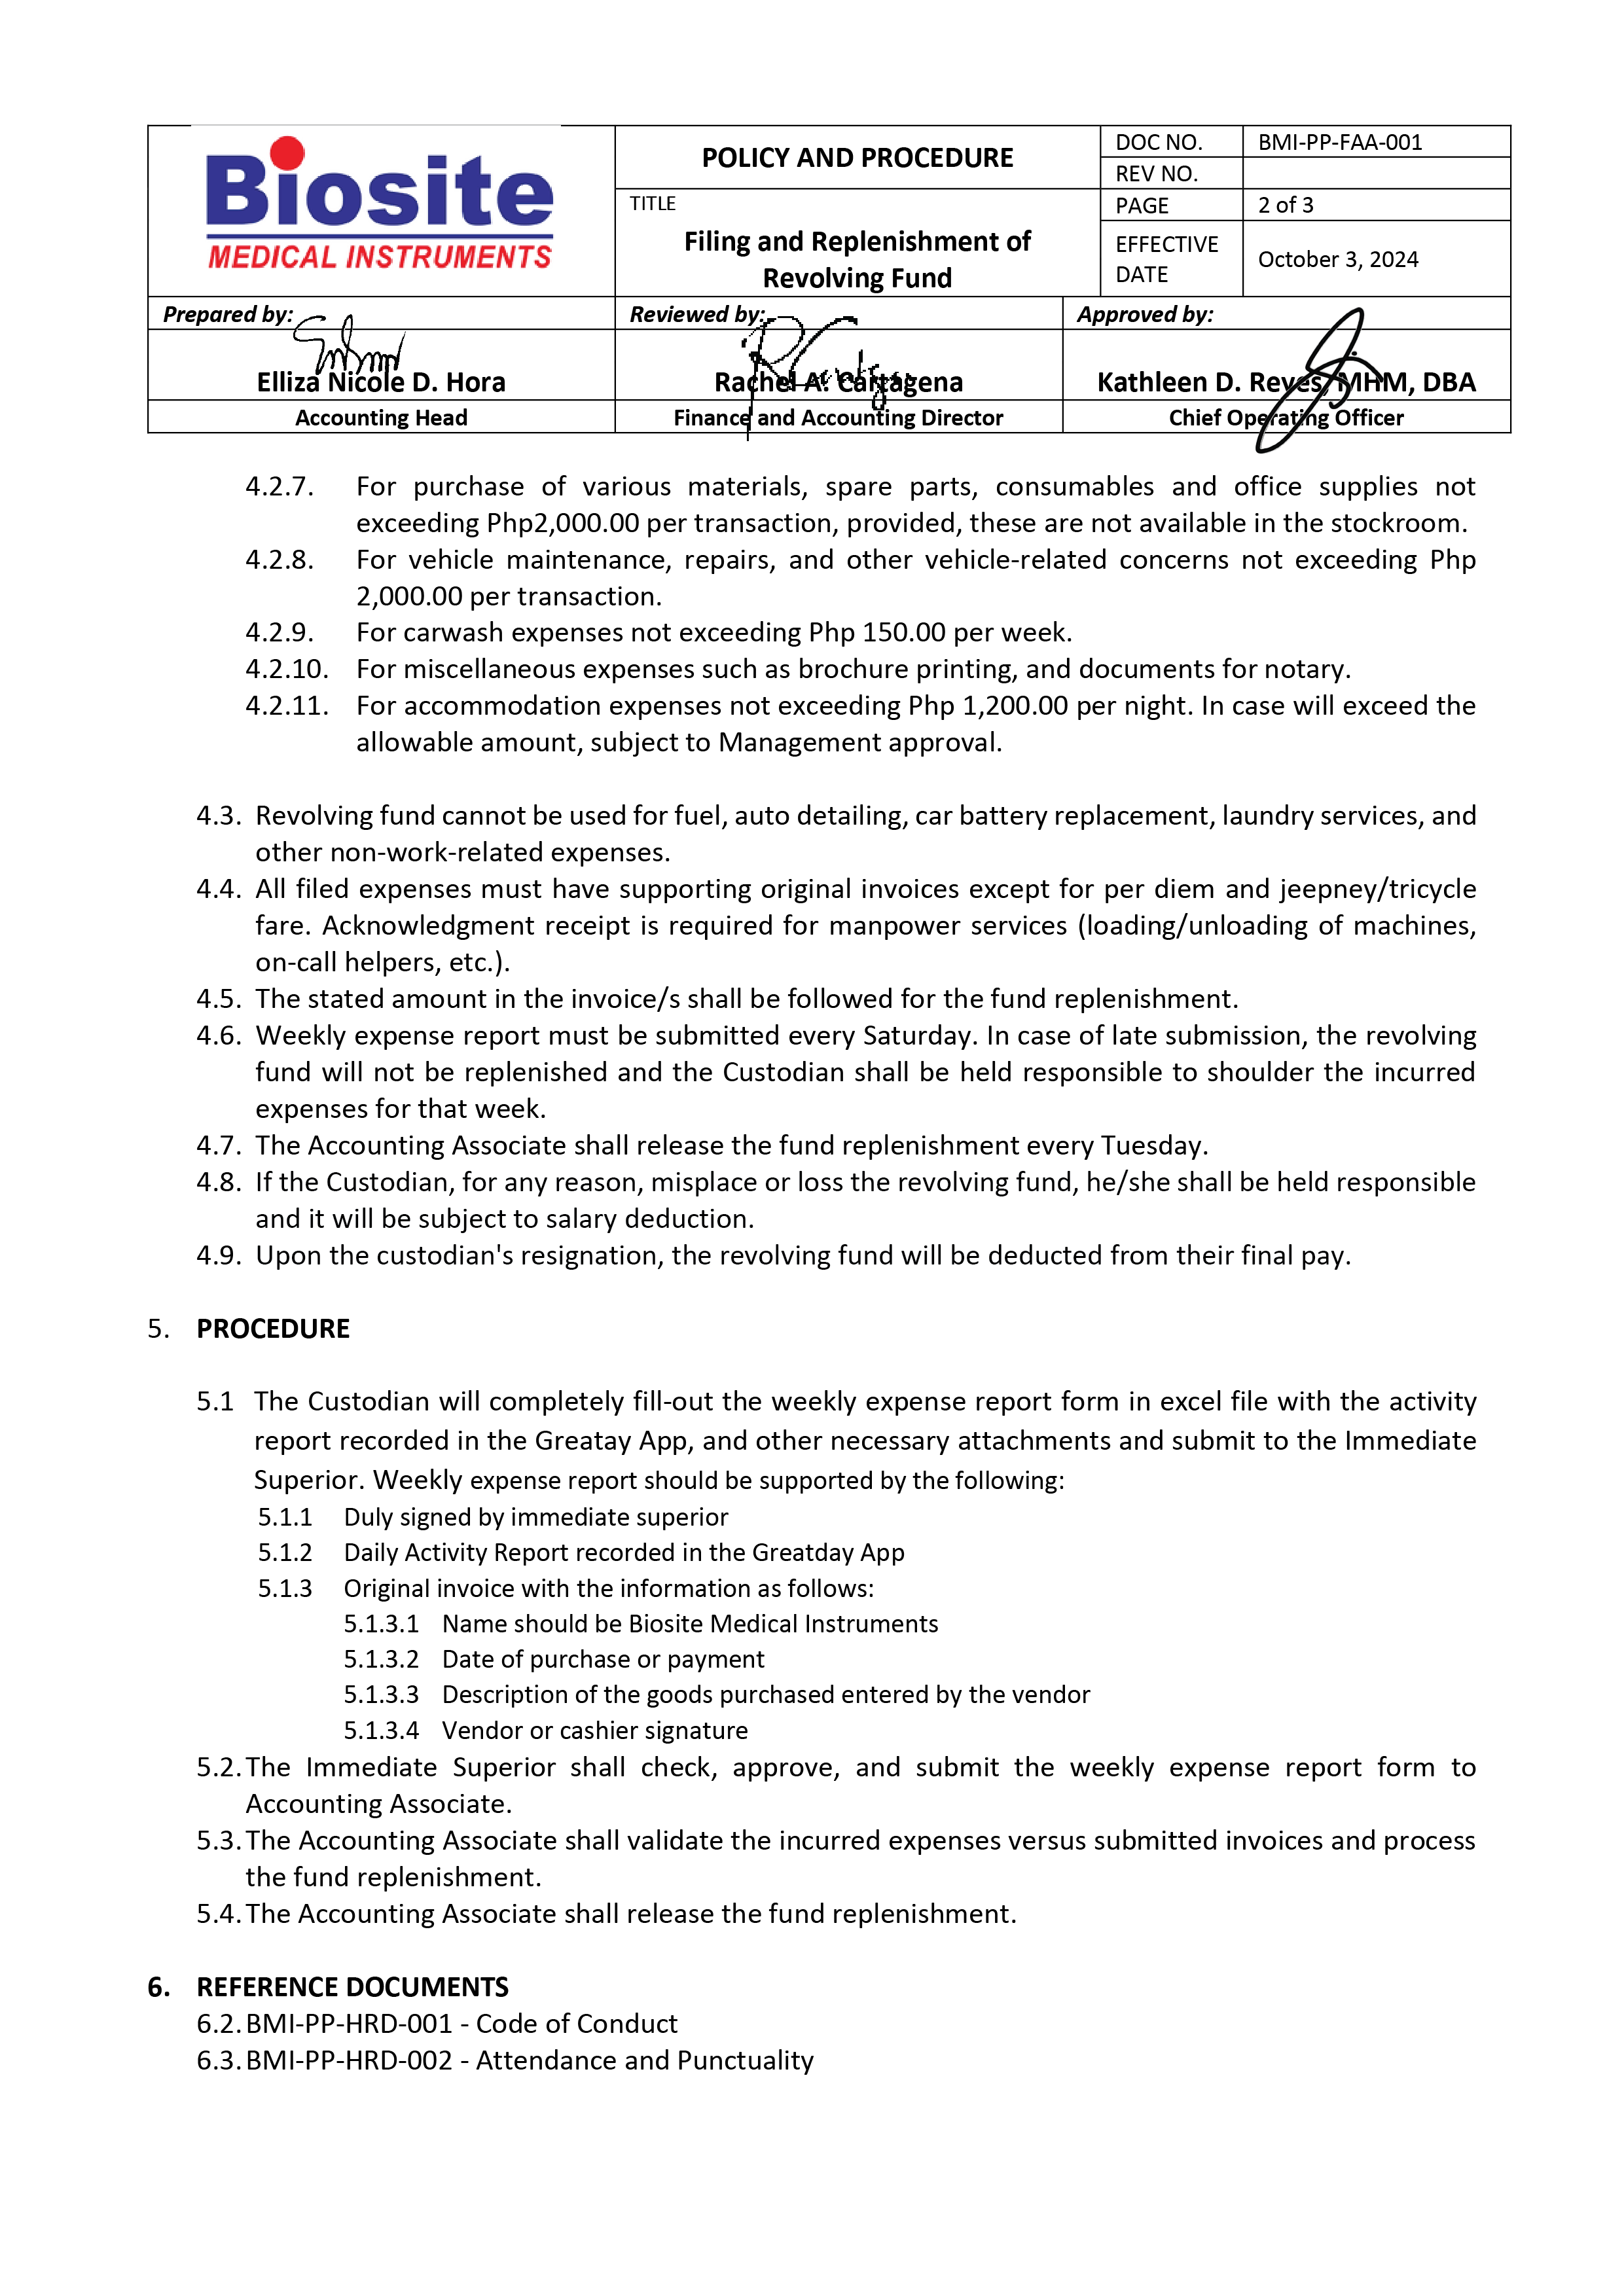 Biosite
MEDICAL INSTRUMENTS
POLICY AND PROCEDURE
TITLE
Filing and Replenishment of
Revolving Fund
DOC NO.
BMI-PP-FAA-001
REV NO.
PAGE
2 of 3
EFFECTIVE
DATE
October 3, 2024
Prepared by:
Reviewed by:
Approved by:
Elliza Nicole D. Hora
Rachel A. Cartagena
Kathleen D. Reyes, MHM, DBA
Accounting Head
Finance and Accounting Director
Chief Operating Officer
4.2.7. For purchase of various materials, spare parts, consumables and office supplies not
exceeding Php2,000.00 per transaction, provided, these are not available in the stockroom.
4.2.8. For vehicle maintenance, repairs, and other vehicle-related concerns not exceeding Php
2,000.00 per transaction.
4.2.9. For carwash expenses not exceeding Php 150.00 per week.
4.2.10. For miscellaneous expenses such as brochure printing, and documents for notary.
4.2.11. For accommodation expenses not exceeding Php 1,200.00 per night. In case will exceed the
allowable amount, subject to Management approval.
4.3. Revolving fund cannot be used for fuel, auto detailing, car battery replacement, laundry services, and
other non-work-related expenses.
4.4. All filed expenses must have supporting original invoices except for per diem and jeepney/tricycle
fare. Acknowledgment receipt is required for manpower services (loading/unloading of machines,
on-call helpers, etc.).
4.5. The stated amount in the invoice/s shall be followed for the fund replenishment.
4.6. Weekly expense report must be submitted every Saturday. In case of late submission, the revolving
fund will not be replenished and the Custodian shall be held responsible to shoulder the incurred
expenses for that week.
4.7. The Accounting Associate shall release the fund replenishment every Tuesday.
4.8. If the Custodian, for any reason, misplace or loss the revolving fund, he/she shall be held responsible
and it will be subject to salary deduction.
4.9. Upon the custodian's resignation, the revolving fund will be deducted from their final pay.
5. PROCEDURE
5.1 The Custodian will completely fill-out the weekly expense report form in excel file with the activity
report recorded in the Greatay App, and other necessary attachments and submit to the Immediate
Superior. Weekly expense report should be supported by the following:
5.1.1 Duly signed by immediate superior
5.1.2 Daily Activity Report recorded in the Greatday App
5.1.3 Original invoice with the information as follows:
5.1.3.1 Name should be Biosite Medical Instruments
5.1.3.2 Date of purchase or payment
5.1.3.3 Description of the goods purchased entered by the vendor
5.1.3.4 Vendor or cashier signature
5.2. The Immediate Superior shall check, approve, and submit the weekly expense report form to
Accounting Associate.
5.3. The Accounting Associate shall validate the incurred expenses versus submitted invoices and process
the fund replenishment.
5.4. The Accounting Associate shall release the fund replenishment.
6. REFERENCE DOCUMENTS
6.2. BMI-PP-HRD-001 - Code of Conduct
6.3. BMI-PP-HRD-002 - Attendance and Punctuality